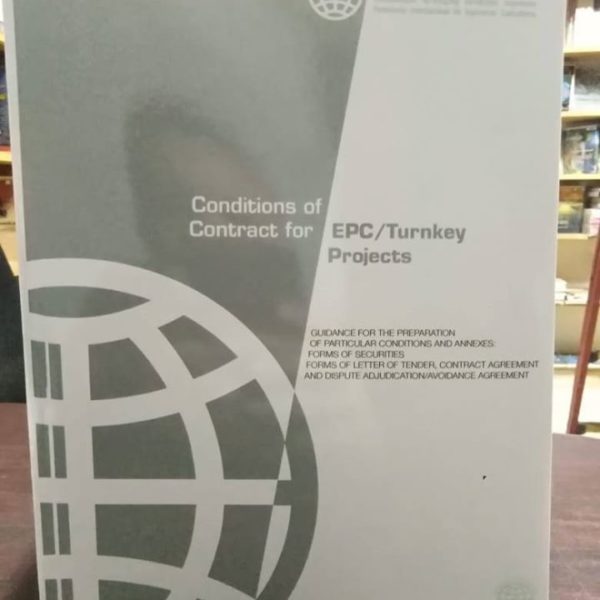 Conditions of
Contract for EPC/Turnkey
Projects
GUIDANCE FOR THE PREPARATION
OF PARTICULAR CONDITIONS AND ANNEXES:
FORMS OF SECURITIES
FORMS OF LETTER OF TENDER, CONTRACT AGREEMENT
AND DISPUTE ADJUDICATION/AVOIDANCE AGREEMENT